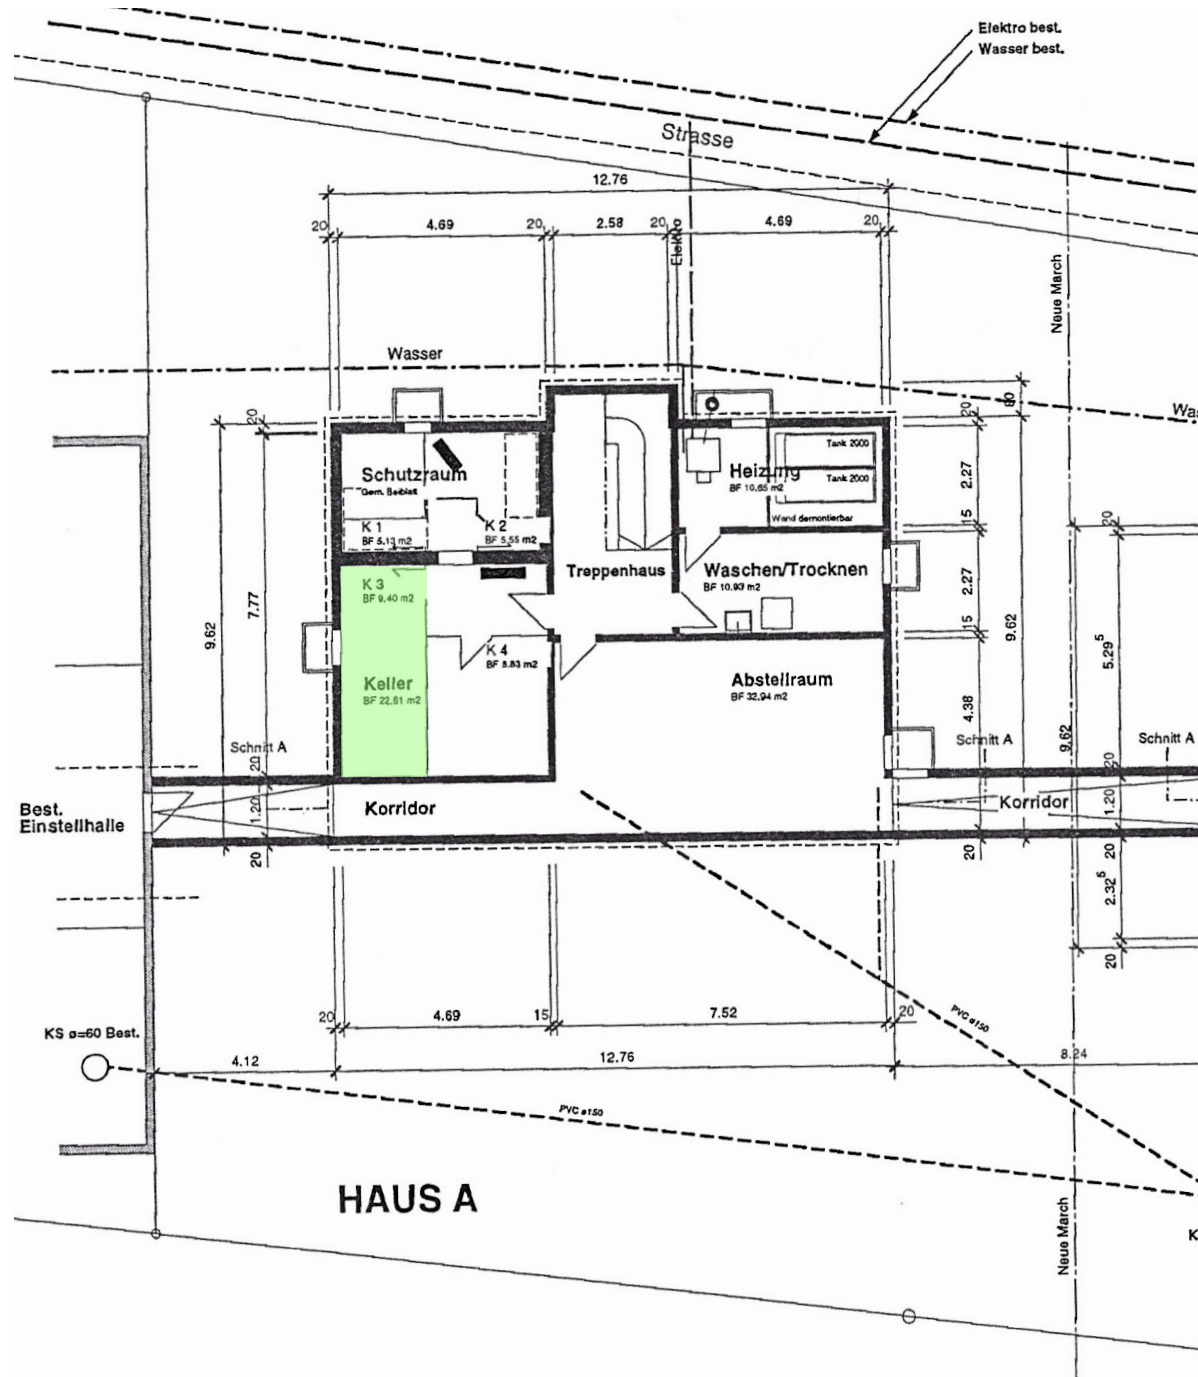 Elektro best.
Wasser best.
Strasse
12.76
20
4.69
20
2.58
20
4.69
20
Elektro
Neue March
Wasser
Was
80
20
20
Schutzraum
Gem. Beiblatt
K 1
BF 5.13 m2
K 2
BF 5.55 m2
Heizung
BF 10.65 m2
Tank 2000
Tank 2000
Wand demontierbar
2.27
15
20
K 3
BF 9.40 m2
Treppenhaus
Waschen/Trocknen
BF 10.93 m2
2.27
15
9.62
7.77
9.62
5.29⁵
K 4
BF 8.83 m2
Keller
BF 22.61 m2
Abstellraum
BF 32.94 m2
4.38
9.62
Schnitt A
Schnitt A
Schnitt A
20
20
Best.
Einstellhalle
1.20
Korridor
Korridor
1.20
20
20
20
2.32⁵
20
20
4.69
15
7.52
20
PVC ø150
KS ø=60 Best.
4.12
12.76
8.24
PVC ø150
HAUS A
Neue March
K